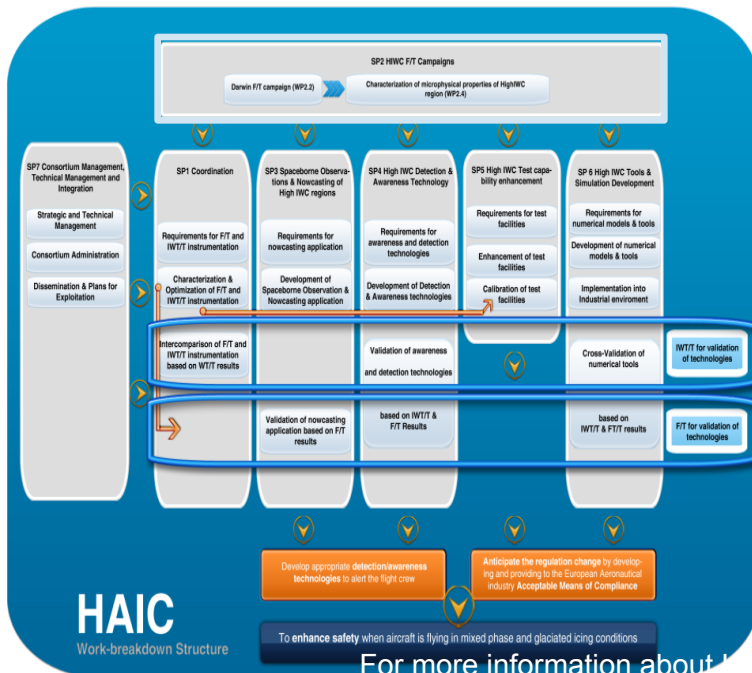 SP2 HIWC F/T Campaigns
Darwin F/T campaign (WP2.2)
Characterization of microphysical properties of HighIWC
region (WP2.4)
SP7 Consortium Management,
Technical Management and
Integration
Strategic and Technical
Management
Consortium Administration
Dissemination & Plans for
Exploitation
SP1 Coordination
Requirements for F/T and
IWT/T instrumentation
Characterization &
Optimization of F/T and
IWT/T instrumentation
Intercomparison of F/T and
IWT/T instrumentation
based on WT/T results
SP3 Spaceborne Observa-
tions & Nowcasting of
High IWC regions
Requirements for
nowcasting application
Development of
Spaceborne Observation &
Nowcasting application
Validation of nowcasting
application based on F/T
results
SP4 High IWC Detection &
Awareness Technology
Requirements for
awareness and detection
technologies
Development of Detection
& Awareness technologies
Validation of awareness
and detection technologies
based on IWT/T &
F/T Results
SP5 High IWC Test capa-
bility enhancement
Requirements for test
facilities
Enhancement of test
facilities
Calibration of test
facilities
SP 6 High IWC Tools &
Simulation Development
Requirements for
numerical models & tools
Development of numerical
models & tools
Implementation into
Industrial enviroment
Cross-Validation of
numerical tools
based on
IWT/T & FT/T results
IWT/T for validation
of technologies
F/T for validation of
technologies
Develop appropriate detection/awareness
technologies to alert the flight crew
Anticipate the regulation change by develop-
ing and providing to the European Aeronautical
industry Acceptable Means of Compliance
HAIC
Work-breakdown Structure
To enhance safety when aircraft is flying in mixed phase and glaciated icing conditions
For more information about